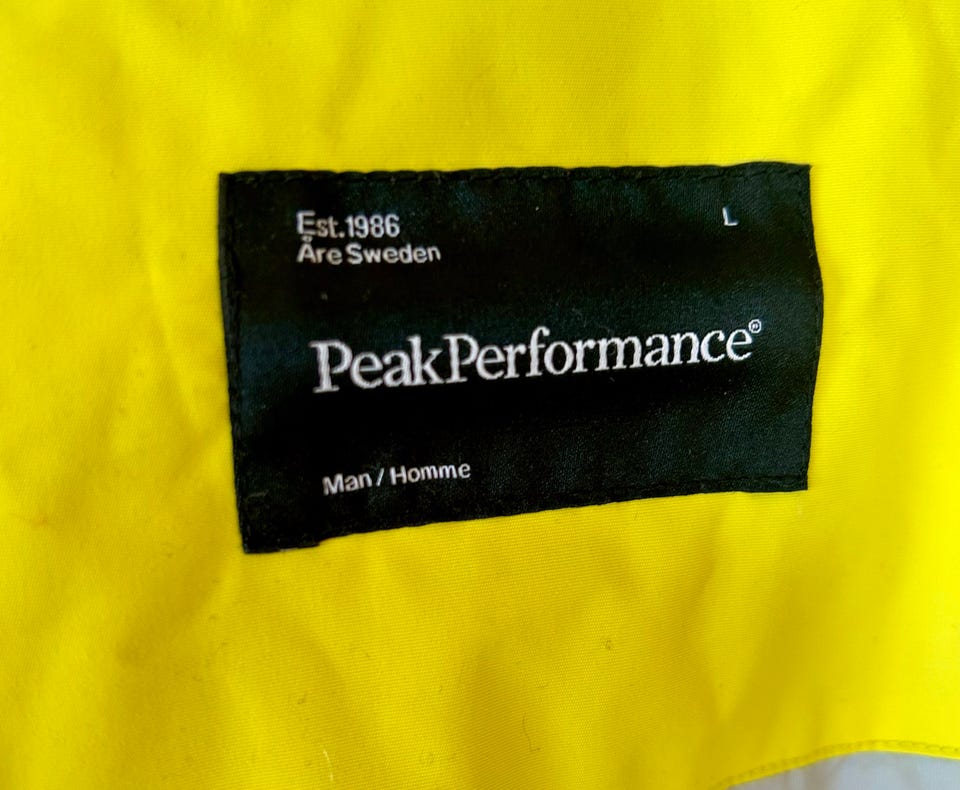 Est.1986
L
Åre Sweden
PeakPerformance®
Man / Homme